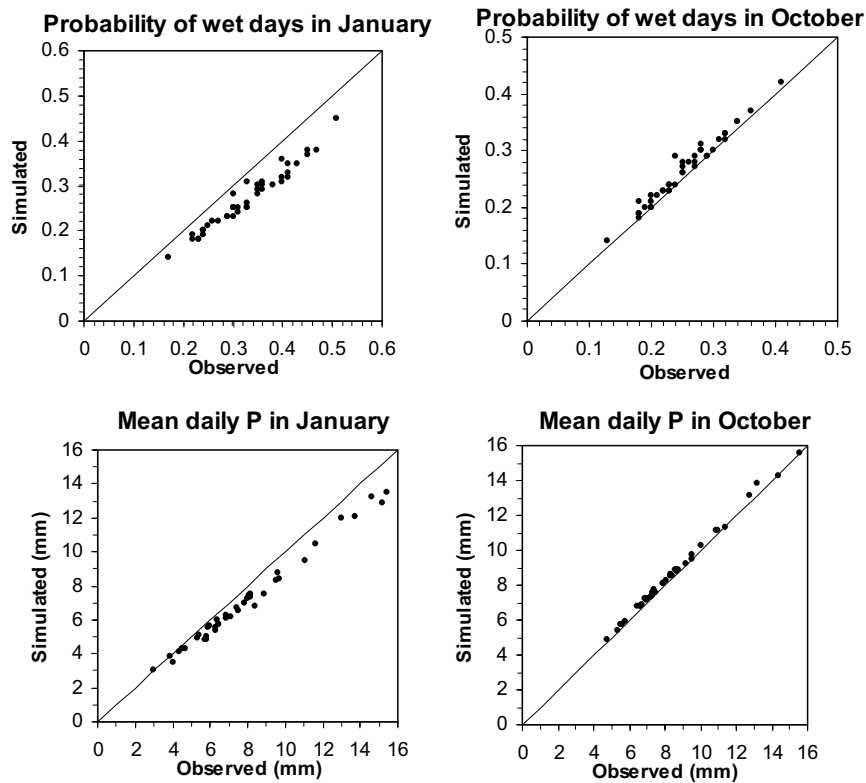 Probability of wet days in January
0.6
0.5
0.4
0.3
0.2
0.1
0
Simulated
0 0.1 0.2 0.3 0.4 0.5 0.6
Observed
Probability of wet days in October
0.5
0.4
0.3
0.2
0.1
0
Simulated
0 0.1 0.2 0.3 0.4 0.5
Observed
Mean daily P in January
16
14
12
10
8
6
4
2
0
Simulated (mm)
0 2 4 6 8 10 12 14 16
Observed (mm)
Mean daily P in October
16
14
12
10
8
6
4
2
0
Simulated (mm)
0 2 4 6 8 10 12 14 16
Observed (mm)